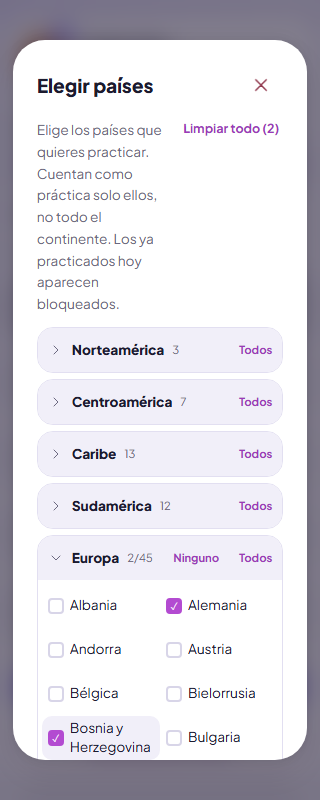 Elegir países
Elige los países que
quieres practicar.
Cuentan como
práctica solo ellos,
no todo el
continente. Los ya
practicados hoy
aparecen
bloqueados.
Limpiar todo (2)
Norteamérica 3 Todos
Centroamérica 7 Todos
Caribe 13 Todos
Sudamérica 12 Todos
Europa 2/45 Ninguno Todos
Albania Alemania
Andorra Austria
Bélgica Bielorrusia
Bosnia y
Herzegovina
Bulgaria